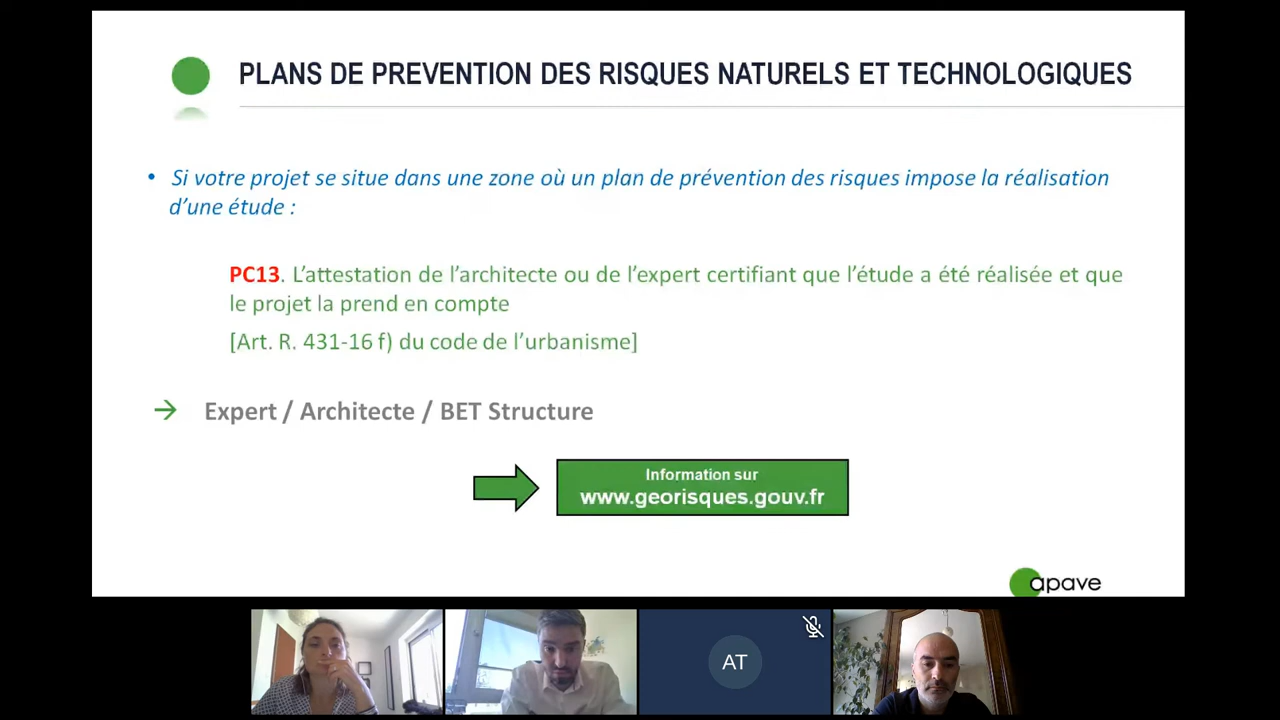 PLANS DE PREVENTION DES RISQUES NATURELS ET TECHNOLOGIQUES
• Si votre projet se situe dans une zone où un plan de prévention des risques impose la réalisation
d’une étude :
PC13. L’attestation de l’architecte ou de l’expert certifiant que l’étude a été réalisée et que
le projet la prend en compte
[Art. R. 431-16 f) du code de l’urbanisme]
→ Expert / Architecte / BET Structure
Information sur
www.georisques.gouv.fr
apave
AT